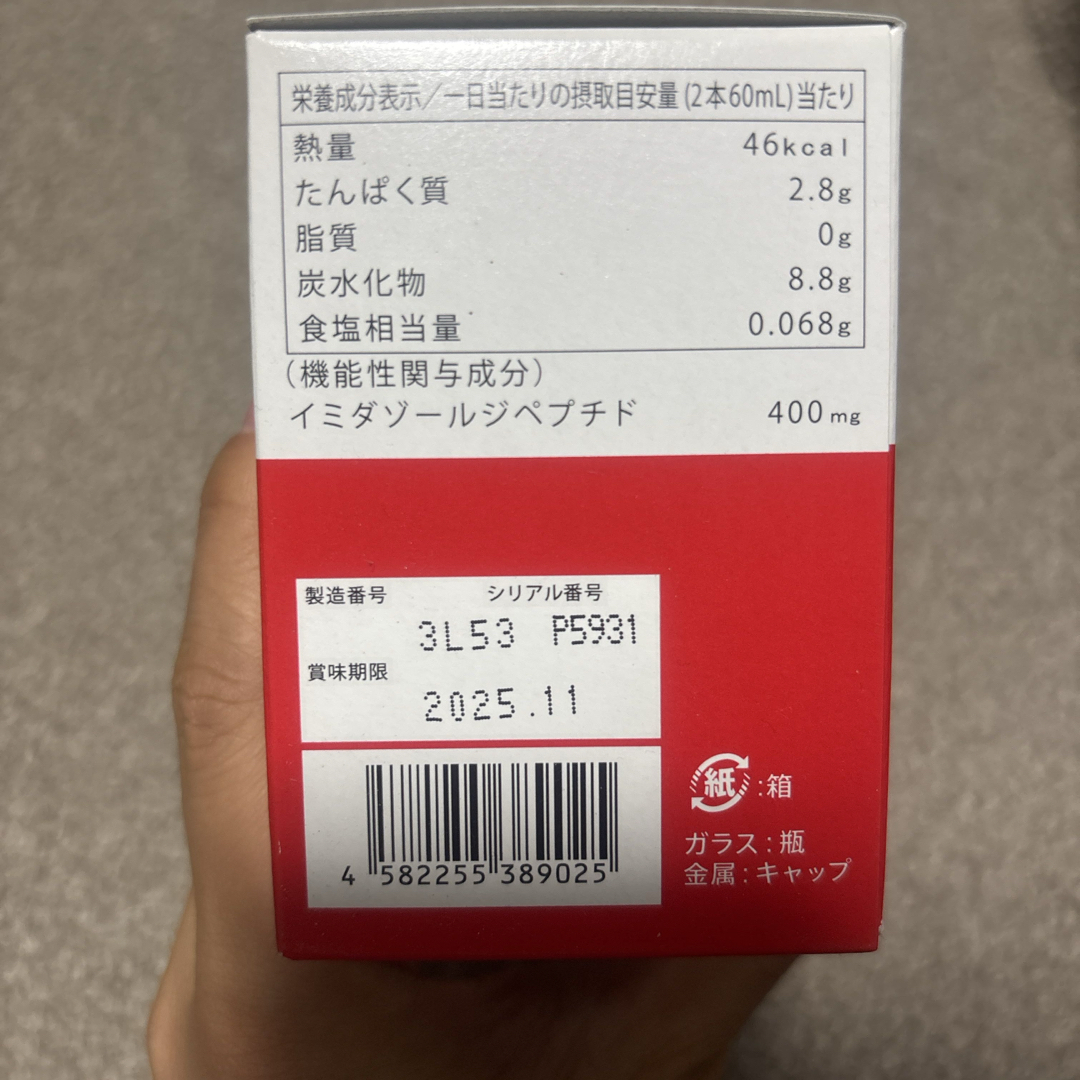 栄養成分表示／一日当たりの摂取目安量(2本60mL)当たり
熱量 46kcal
たんぱく質 2.8g
脂質 0g
炭水化物 8.8g
食塩相当量 0.068g
（機能性関与成分）
イミダゾールジペプチド 400mg
製造番号 シリアル番号
3L53 P5931
賞味期限
2025.11
4 582255 389025
紙:箱
ガラス:瓶
金属:キャップ